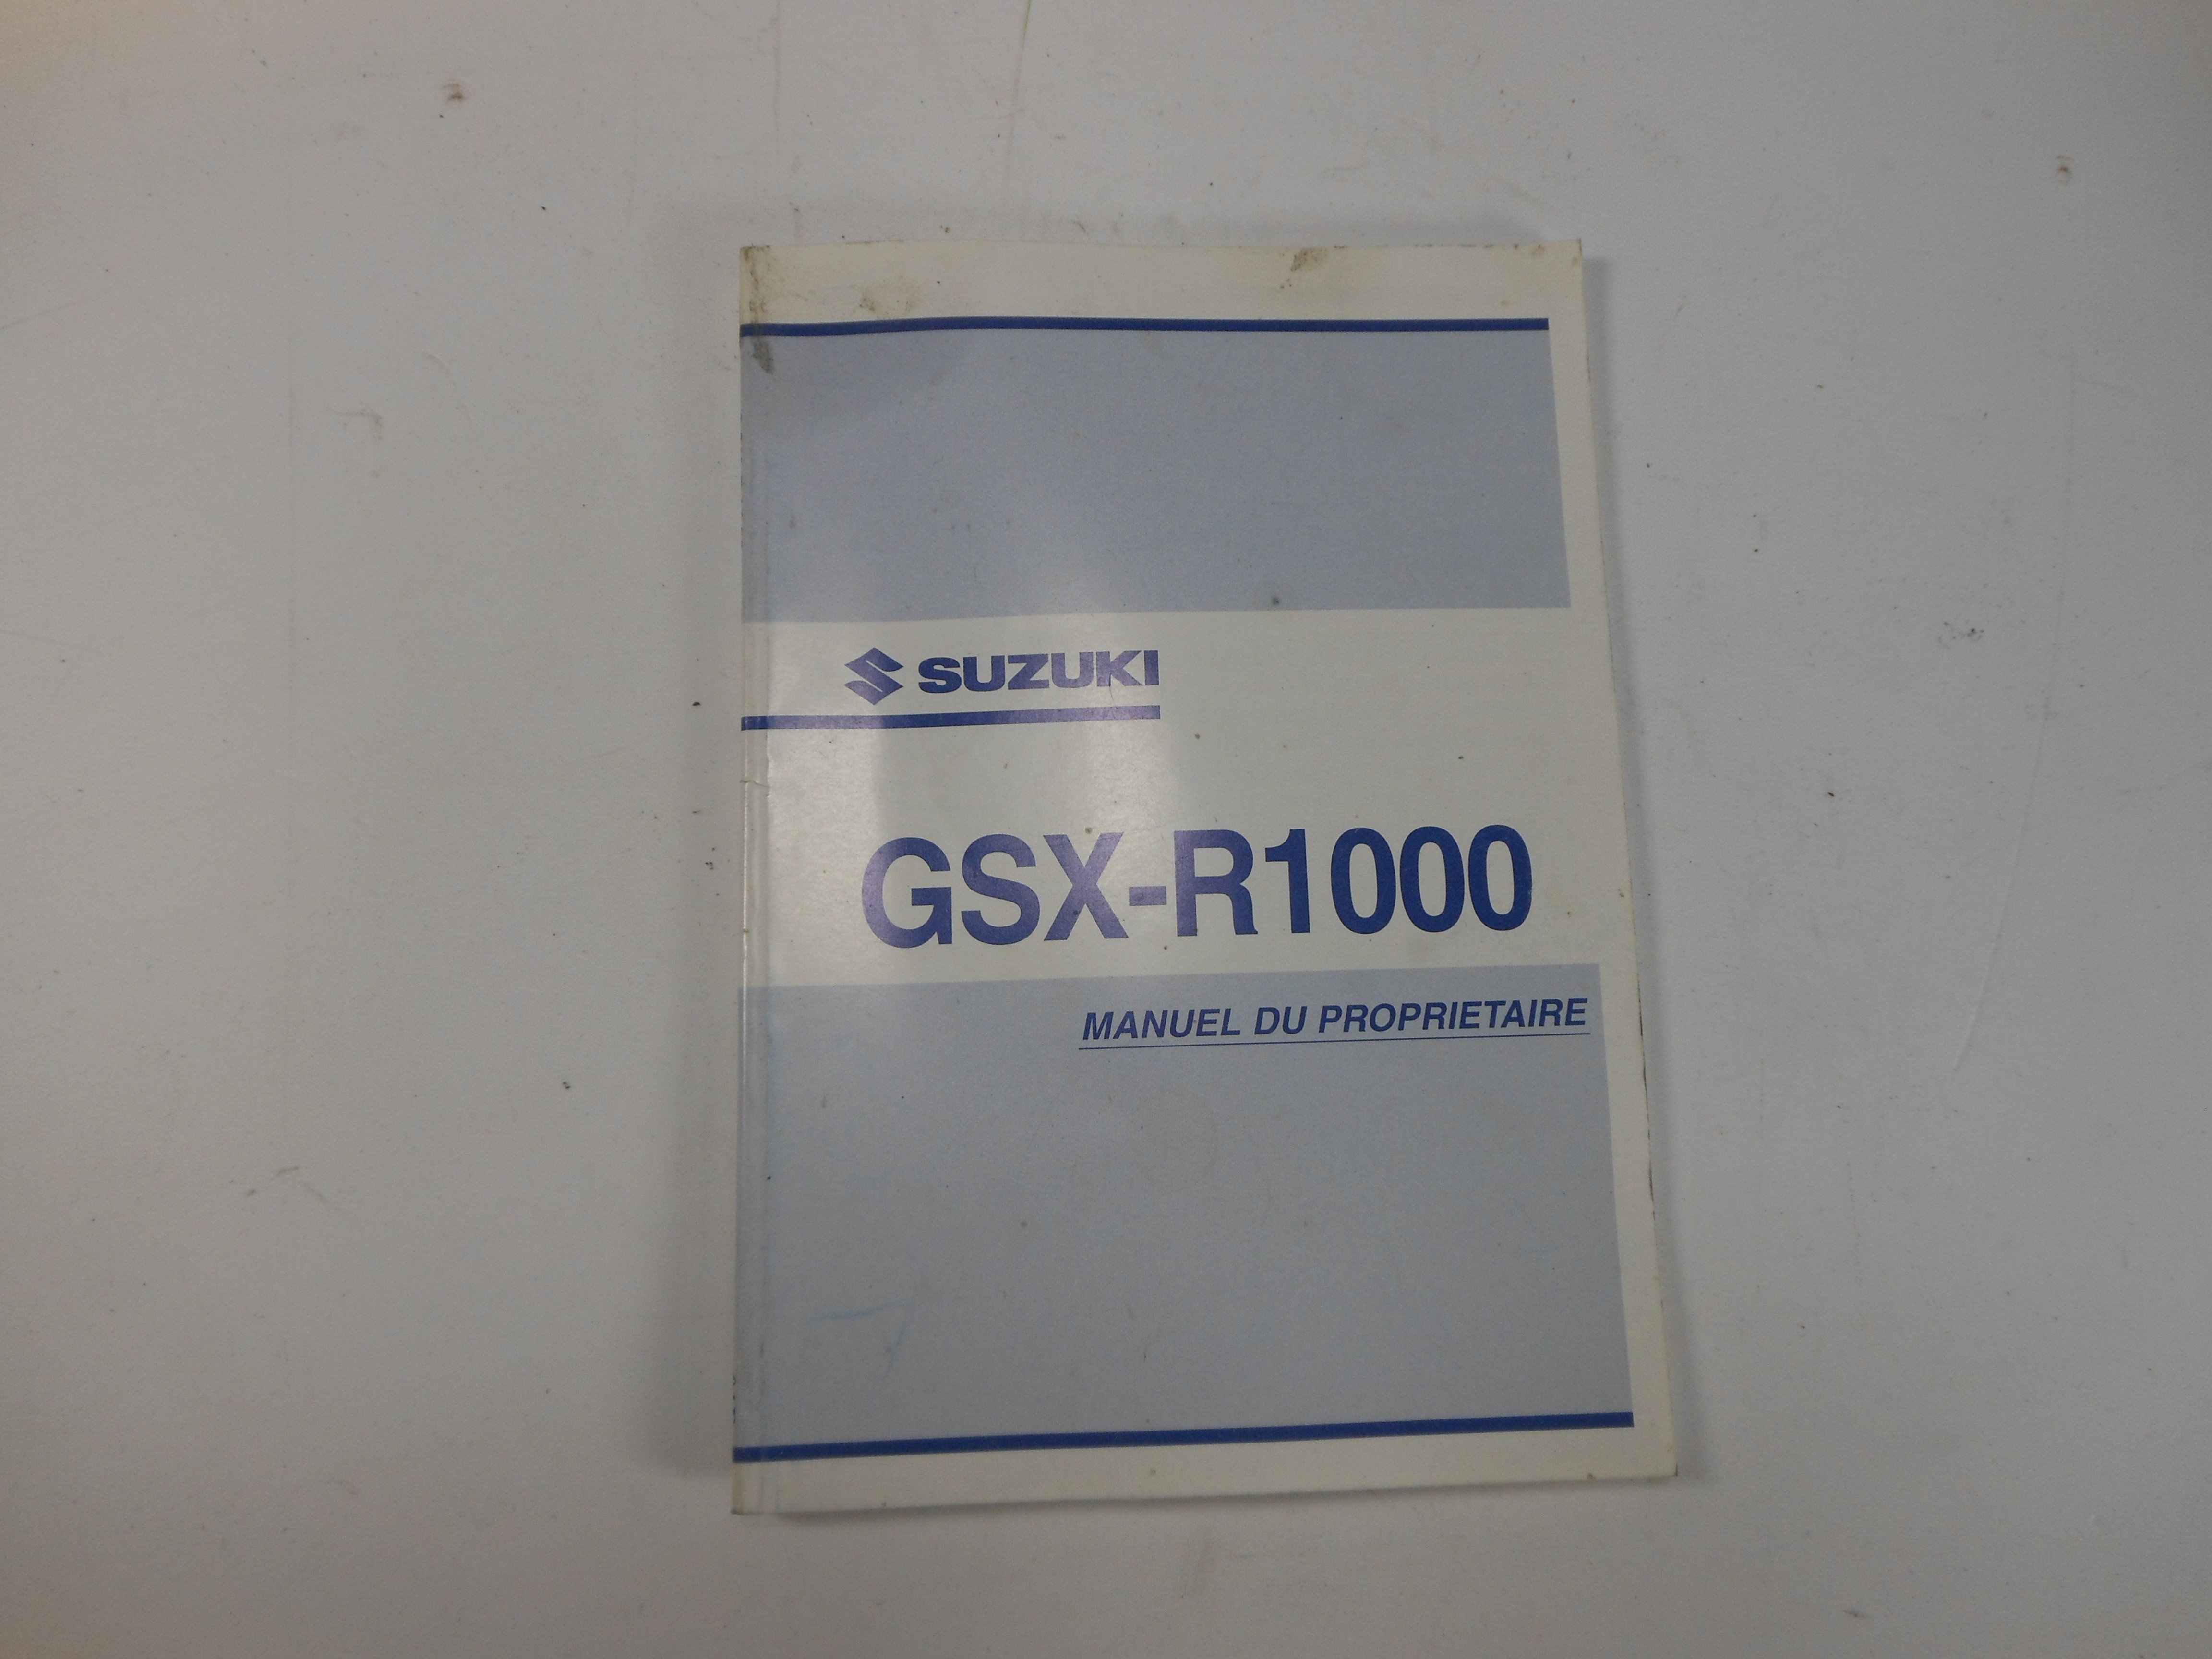 SUZUKI
GSX-R1000
MANUEL DU PROPRIETAIRE